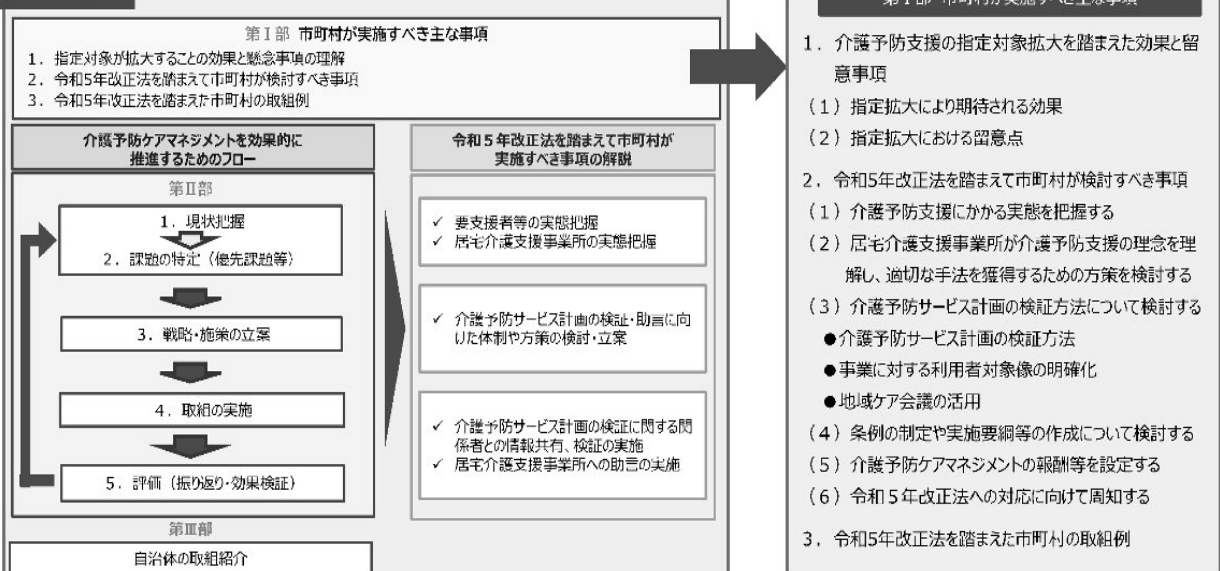 第Ⅰ部 市町村が実施すべき主な事項
1. 指定対象が拡大することの効果と懸念事項の理解
2. 令和5年改正法を踏まえて市町村が検討すべき事項
3. 令和5年改正法を踏まえた市町村の取組例
介護予防ケアマネジメントを効果的に
推進するためのフロー
第Ⅱ部
1. 現状把握
2. 課題の特定（優先課題等）
3. 戦略・施策の立案
4. 取組の実施
5. 評価（振り返り・効果検証）
第Ⅲ部
自治体の取組紹介
令和5年改正法を踏まえて市町村が
実施すべき事項の解説
✓ 要支援者等の実態把握
✓ 居宅介護支援事業所の実態把握
✓ 介護予防サービス計画の検証・助言に向
けた体制や方策の検討・立案
✓ 介護予防サービス計画の検証に関する関
係者との情報共有、検証の実施
✓ 居宅介護支援事業所への助言の実施
第Ⅰ部 市町村が実施すべき主な事項
1. 介護予防支援の指定対象拡大を踏まえた効果と留
意事項
（1）指定拡大により期待される効果
（2）指定拡大における留意点
2. 令和5年改正法を踏まえて市町村が検討すべき事項
（1）介護予防支援にかかる実態を把握する
（2）居宅介護支援事業所が介護予防支援の理念を理
解し、適切な手法を獲得するための方策を検討する
（3）介護予防サービス計画の検証方法について検討する
●介護予防サービス計画の検証方法
●事業に対する利用者対象像の明確化
●地域ケア会議の活用
（4）条例の制定や実施要綱等の作成について検討する
（5）介護予防ケアマネジメントの報酬等を設定する
（6）令和5年改正法への対応に向けて周知する
3. 令和5年改正法を踏まえた市町村の取組例